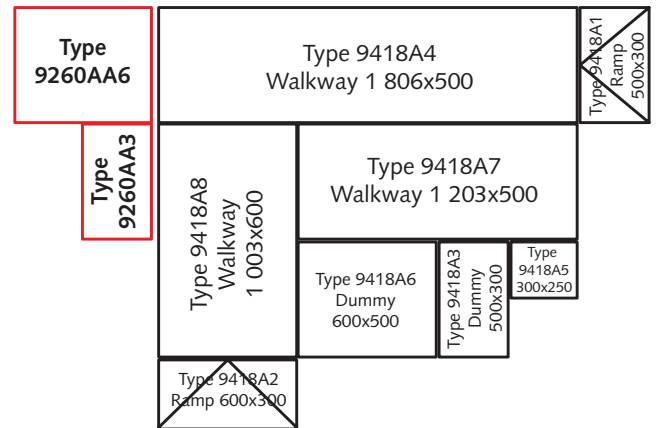 Type
9260AA6
Type 9418A4
Walkway 1 806x500
Type 9418A1
Ramp
500x300
Type
9260AA3
Type 9418A8
Walkway
1 003x600
Type 9418A7
Walkway 1 203x500
Type 9418A6
Dummy
600x500
Type 9418A3
Dummy
500x300
Type
9418A5
300x250
Type 9418A2
Ramp 600x300